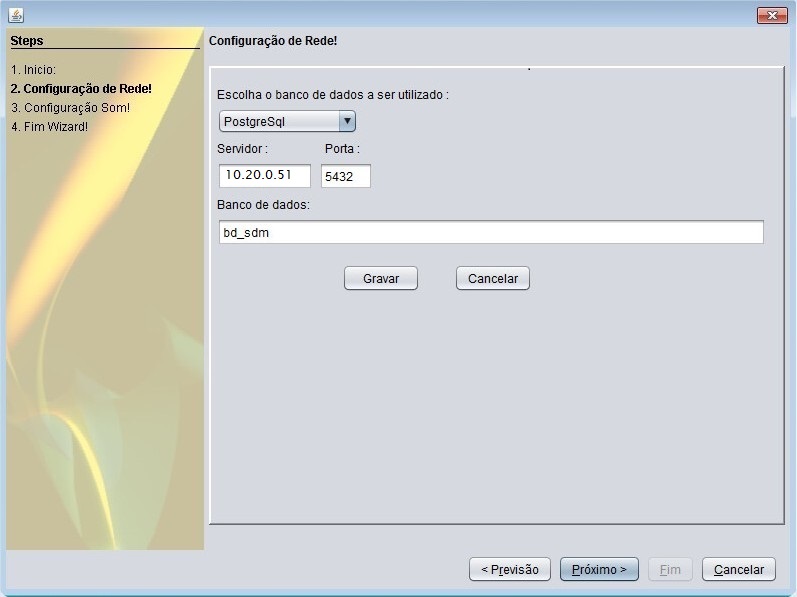 Steps
1. Inicio:
2. Configuração de Rede!
3. Configuração Som!
4. Fim Wizard!
Configuração de Rede!
Escolha o banco de dados a ser utilizado :
PostgreSql
Servidor : Porta :
10.20.0.51 5432
Banco de dados:
bd_sdm
Gravar Cancelar
< Previsão Próximo > Fim Cancelar